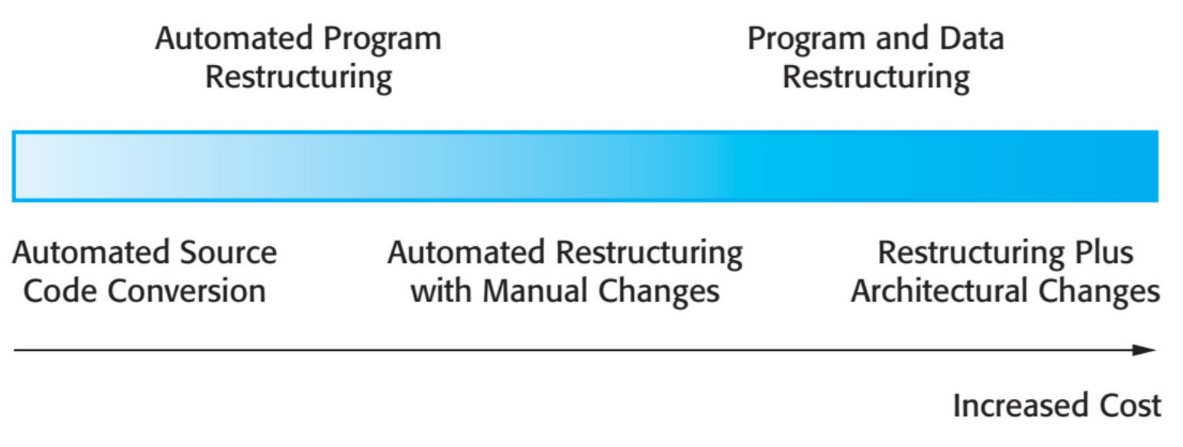 Automated Program
Restructuring
Program and Data
Restructuring
Automated Source
Code Conversion
Automated Restructuring
with Manual Changes
Restructuring Plus
Architectural Changes
Increased Cost